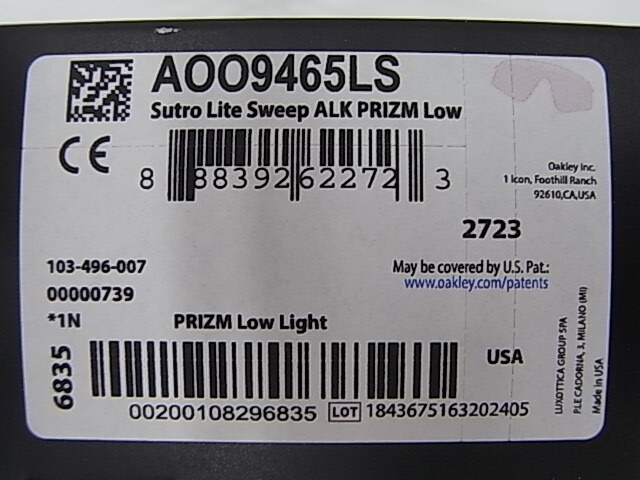 AOO9465LS
Sutro Lite Sweep ALK PRIZM Low
CE
8 88392 62272 3
Oakley Inc.
1 Icon, Foothill Ranch
92610,CA,USA
2723
103-496-007
00000739
*1N
May be covered by U.S. Pat.:
www.oakley.com/patents
PRIZM Low Light
6835
USA
00200108296835 LOT 1843675163202405
LUXOTTICA GROUP SPA
P.LE CADORNA, 3, MILANO (MI)
Made in USA